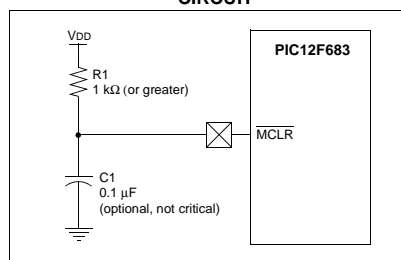 CIRCUIT
VDD
PIC12F683
R1
1 kΩ (or greater)
MCLR
C1
0.1 μF
(optional, not critical)